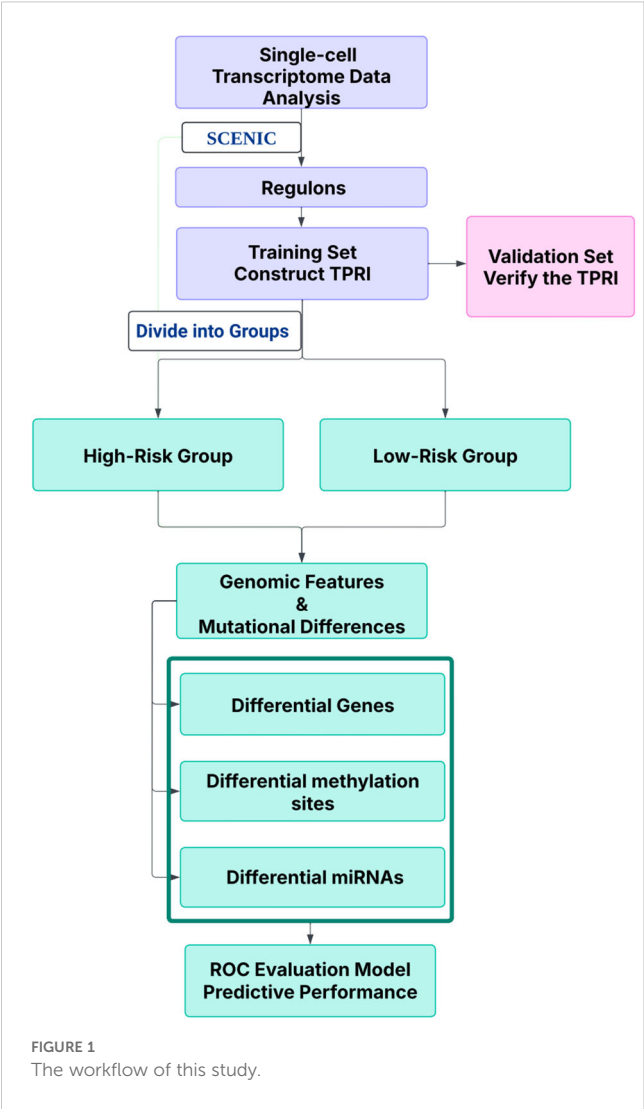 Single-cell
Transcriptome Data
Analysis
SCENIC
Regulons
Training Set
Construct TPRI
Validation Set
Verify the TPRI
Divide into Groups
High-Risk Group
Low-Risk Group
Genomic Features
&
Mutational Differences
Differential Genes
Differential methylation
sites
Differential miRNAs
ROC Evaluation Model
Predictive Performance
FIGURE 1
The workflow of this study.